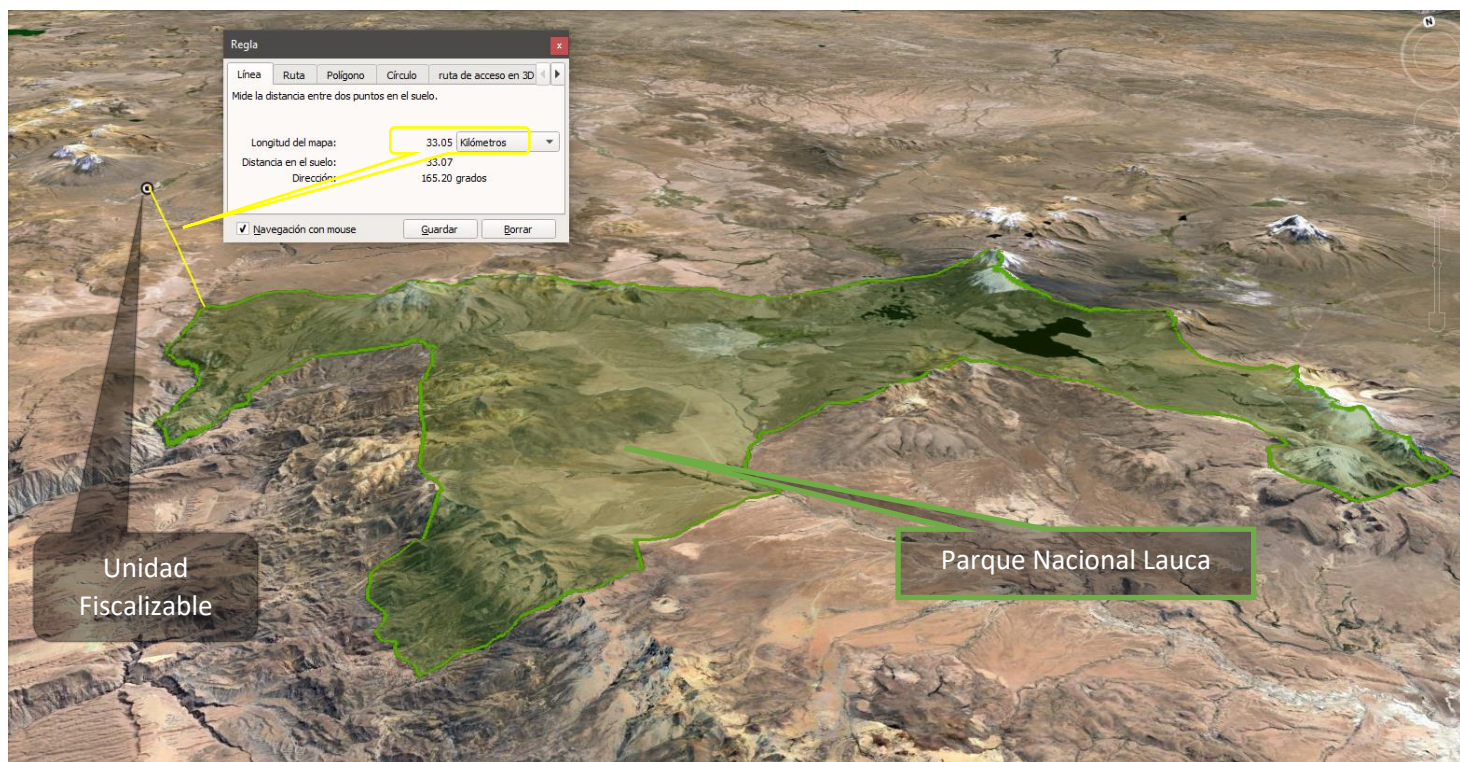 N
Regla
x
Línea Ruta Polígono Círculo ruta de acceso en 3D
Mide la distancia entre dos puntos en el suelo.
Longitud del mapa: 33.05 Kilómetros
Distancia en el suelo: 33.07
Dirección: 165.20 grados
Navegación con mouse Guardar Borrar
Unidad
Fiscalizable
Parque Nacional Lauca